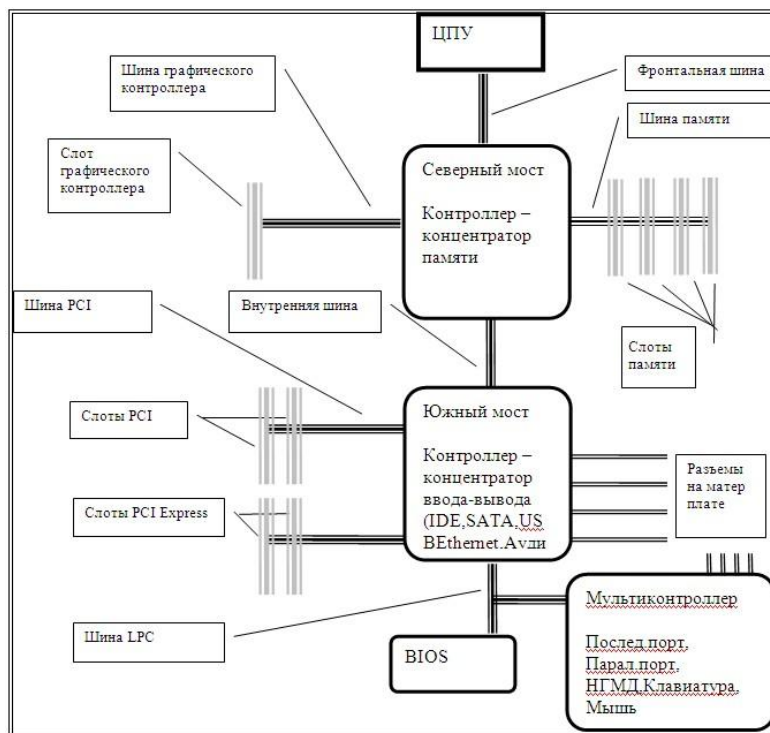 ЦПУ
Шина графического
контроллера
Фронтальная шина
Шина памяти
Слот
графического
контроллера
Северный мост
Контроллер –
концентратор
памяти
Шина PCI
Внутренняя шина
Слоты
памяти
Слоты PCI
Южный мост
Контроллер –
концентратор
ввода-вывода
(IDE,SATA,US
BEthernet.Ауди
Разъемы
на матер
плате
Слоты PCI Express
Шина LPC
BIOS
Мультиконтроллер
Послед.порт,
Парал.порт,
НГМД,Клавиатура,
Мышь